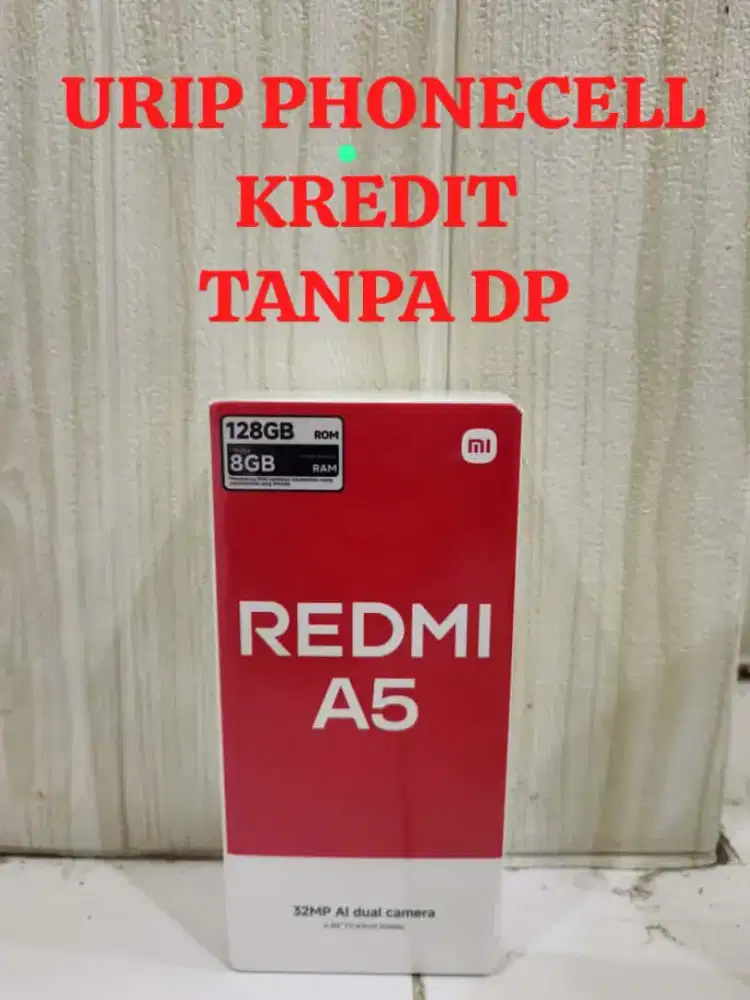 URIP PHONECELL
KREDIT
TANPA DP
128GB ROM
8GB RAM
mi
REDMI
A5
32MP AI dual camera